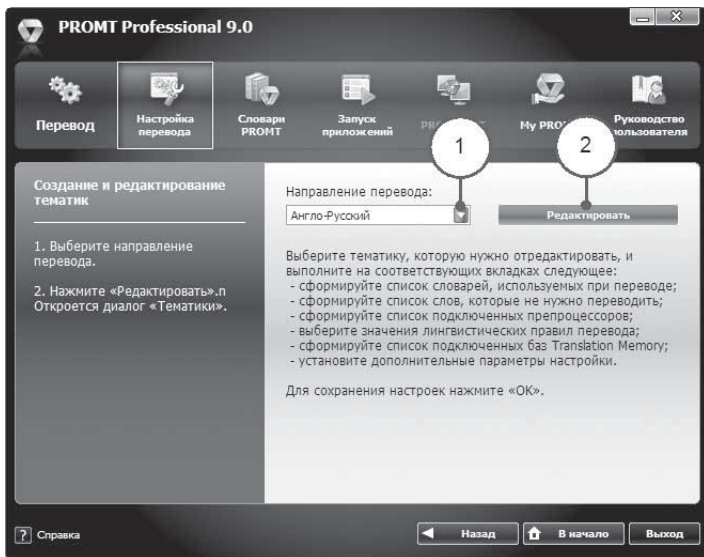 PROMT Professional 9.0
Перевод
Настройка
перевода
Словари
PROMT
Запуск
приложений
My PRO
Руководство
ользователя
1
2
Создание и редактирование
тематик
1. Выберите направление
перевода.
2. Нажмите «Редактировать».n
Откроется диалог «Тематики».
Направление перевода:
Англо-Русский
Редактировать
Выберите тематику, которую нужно отредактировать, и
выполните на соответствующих вкладках следующее:
- сформируйте список словарей, используемых при переводе;
- сформируйте список слов, которые не нужно переводить;
- сформируйте список подключенных препроцессоров;
- выберите значения лингвистических правил перевода;
- сформируйте список подключенных баз Translation Memory;
- установите дополнительные параметры настройки.
Для сохранения настроек нажмите «ОК».
? Справка
Назад
В начало
Выход